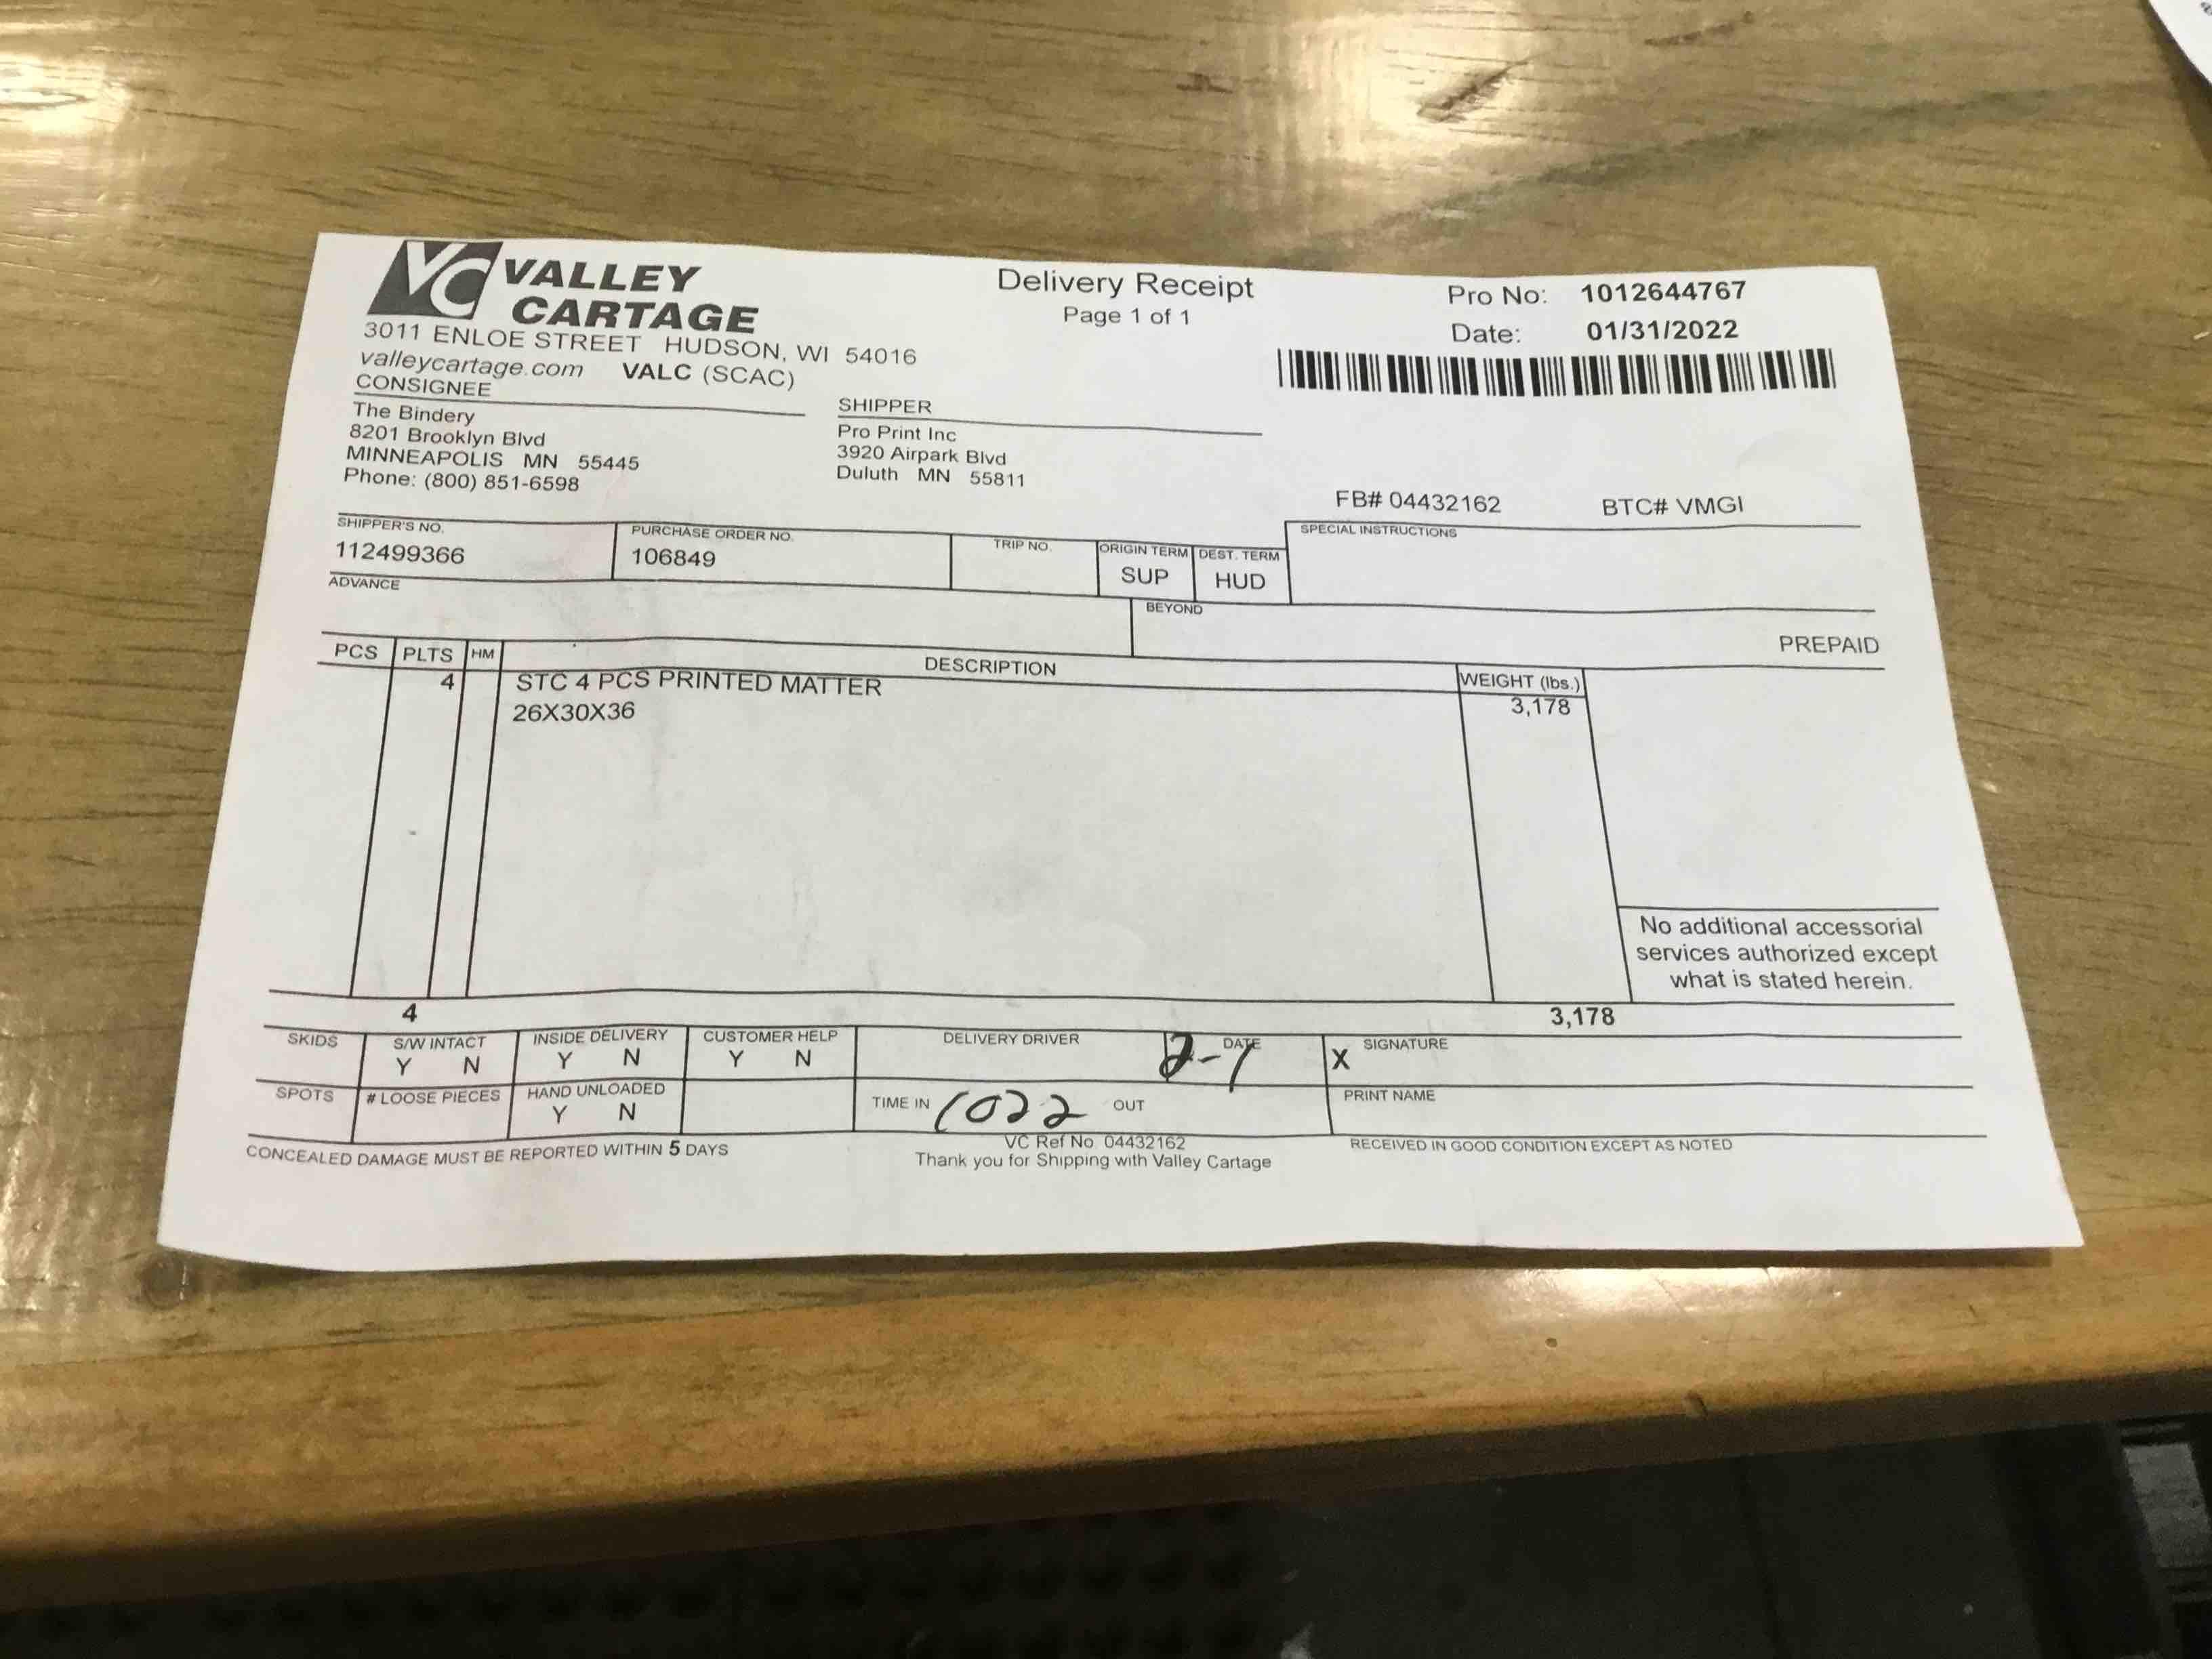 VC VALLEY CARTAGE
3011 ENLOE STREET HUDSON, WI 54016
valleycartage.com VALC (SCAC)
Delivery Receipt
Page 1 of 1
Pro No: 1012644767
Date: 01/31/2022
CONSIGNEE
The Bindery
8201 Brooklyn Blvd
MINNEAPOLIS MN 55445
Phone: (800) 851-6598
SHIPPER
Pro Print Inc
3920 Airpark Blvd
Duluth MN 55811
FB# 04432162 BTC# VMGI
SHIPPER'S NO.
112499366
PURCHASE ORDER NO.
106849
TRIP NO.
ORIGIN TERM
SUP
DEST. TERM
HUD
SPECIAL INSTRUCTIONS
ADVANCE
BEYOND
PREPAID
PCS PLTS HM DESCRIPTION WEIGHT (lbs.)
4 STC 4 PCS PRINTED MATTER 3,178
26X30X36
No additional accessorial
services authorized except
what is stated herein.
4 3,178
SKIDS
S/W INTACT
Y N
INSIDE DELIVERY
Y N
CUSTOMER HELP
Y N
DELIVERY DRIVER
DATE
2-1
X SIGNATURE
SPOTS
# LOOSE PIECES
HAND UNLOADED
Y N
TIME IN 1022 OUT
PRINT NAME
CONCEALED DAMAGE MUST BE REPORTED WITHIN 5 DAYS
VC Ref No. 04432162
Thank you for Shipping with Valley Cartage
RECEIVED IN GOOD CONDITION EXCEPT AS NOTED